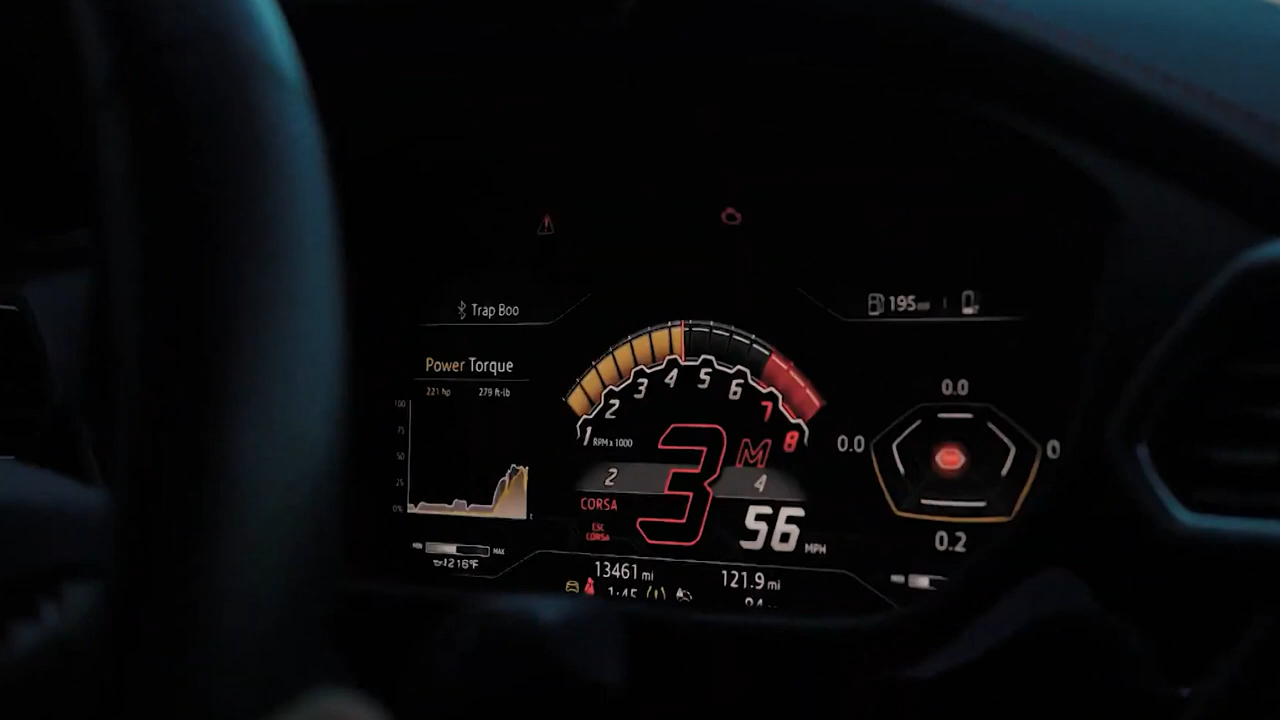 Trap Boo
195 mi
Power Torque
221 hp 279 ft-lb
100
75
50
25
0%
t
1 2 3 4 5 6 7 8
RPM x 1000
M
2 3 4
CORSA
ESC
CORSA
56 MPH
0.0
0.0 0
0.2
MIN MAX
216°F
13461 mi 121.9 mi
1:45